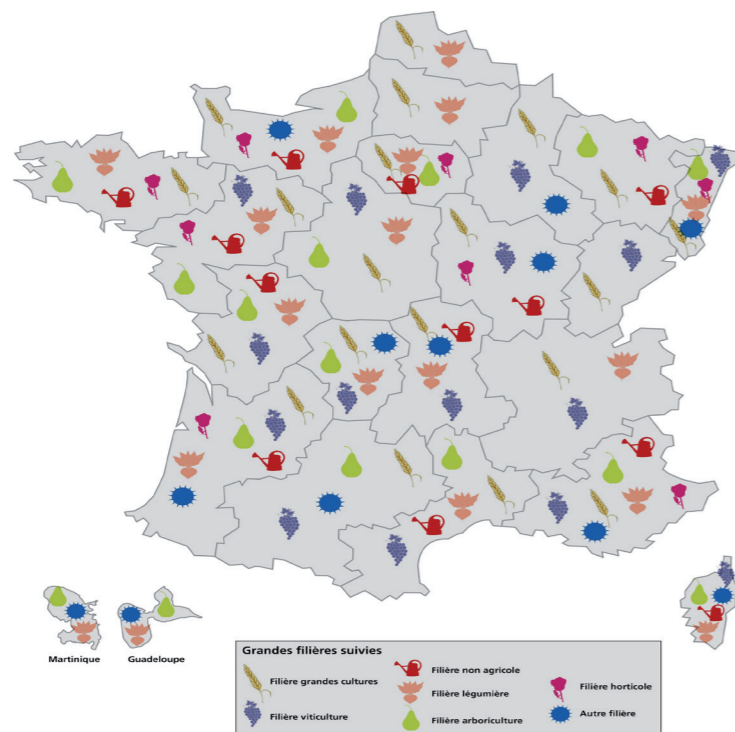 Martinique
Guadeloupe
Grandes filières suivies
Filière grandes cultures
Filière viticulture
Filière non agricole
Filière légumière
Filière arboriculture
Filière horticole
Autre filière